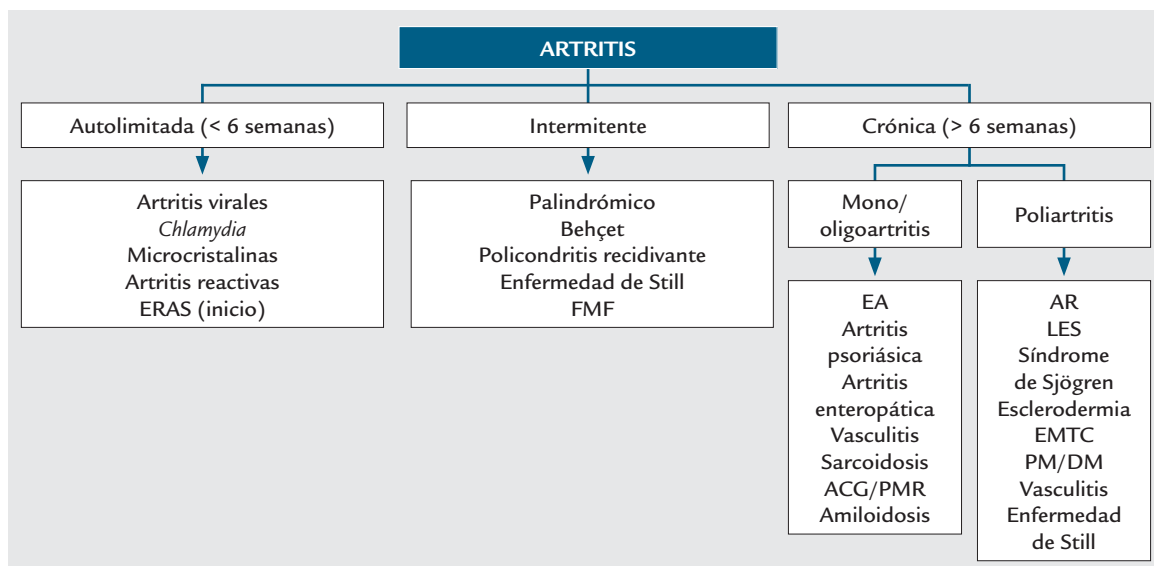 ARTRITIS
Autolimitada (< 6 semanas)
Artritis virales
Chlamydia
Microcristalinas
Artritis reactivas
ERAS (inicio)
Intermitente
Palindrómico
Behçet
Policondritis recidivante
Enfermedad de Still
FMF
Crónica (> 6 semanas)
Mono/
oligoartritis
EA
Artritis
psoriásica
Artritis
enteropática
Vasculitis
Sarcoidosis
ACG/PMR
Amiloidosis
Poliartritis
AR
LES
Síndrome
de Sjögren
Esclerodermia
EMTC
PM/DM
Vasculitis
Enfermedad
de Still